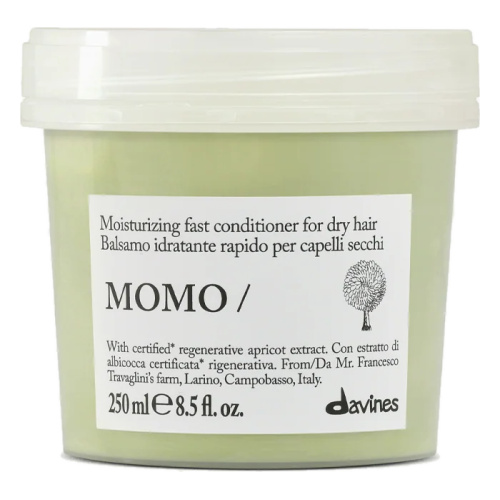 Moisturizing fast conditioner for dry hair
Balsamo idratante rapido per capelli secchi
MOMO /
With certified* regenerative apricot extract. Con estratto di
albicocca certificata* rigenerativa. From/Da Mr. Francesco
Travaglini's farm, Larino, Campobasso, Italy.
250 ml℮8.5 fl. oz.
davines